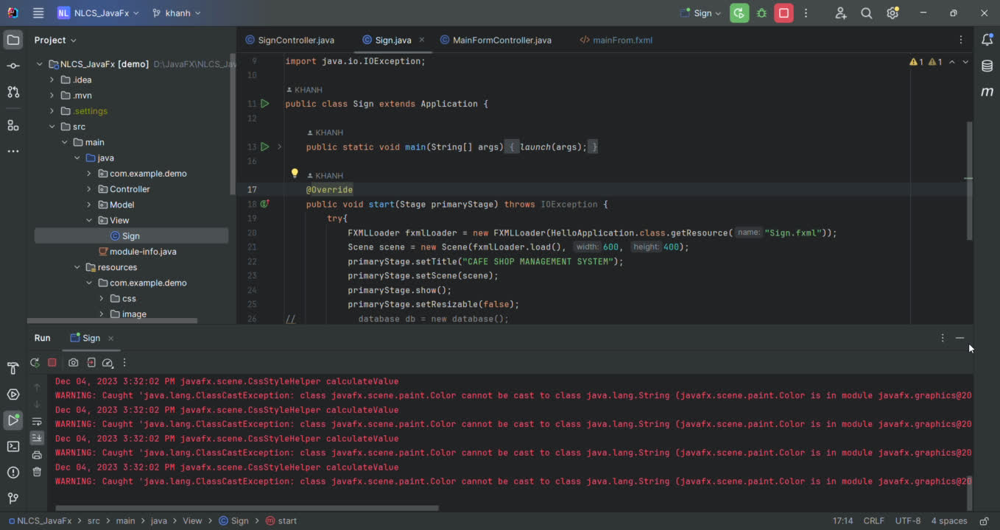 NL NLCS_JavaFx khanh Sign
Project
SignController.java Sign.java MainFormController.java mainFrom.fxml
NLCS_JavaFx [demo] D:\JavaFX\NLCS_Jav
.idea
.mvn
.settings
src
main
java
com.example.demo
Controller
Model
View
Sign
module-info.java
resources
com.example.demo
css
image
1 1
9 import java.io.IOException;
10
KHANH
11 public class Sign extends Application {
12
KHANH
13 public static void main(String[] args) { launch(args); }
16
KHANH
17 @Override
18 public void start(Stage primaryStage) throws IOException {
19 try{
20 FXMLLoader fxmlLoader = new FXMLLoader(HelloApplication.class.getResource( name: "Sign.fxml"));
21 Scene scene = new Scene(fxmlLoader.load(), width: 600, height: 400);
22 primaryStage.setTitle("CAFE SHOP MANAGEMENT SYSTEM");
23 primaryStage.setScene(scene);
24 primaryStage.show();
25 primaryStage.setResizable(false);
26 // database db = new database();
m
Run Sign
Dec 04, 2023 3:32:02 PM javafx.scene.CssStyleHelper calculateValue
WARNING: Caught 'java.lang.ClassCastException: class javafx.scene.paint.Color cannot be cast to class java.lang.String (javafx.scene.paint.Color is in module javafx.graphics@20
Dec 04, 2023 3:32:02 PM javafx.scene.CssStyleHelper calculateValue
WARNING: Caught 'java.lang.ClassCastException: class javafx.scene.paint.Color cannot be cast to class java.lang.String (javafx.scene.paint.Color is in module javafx.graphics@20
Dec 04, 2023 3:32:02 PM javafx.scene.CssStyleHelper calculateValue
WARNING: Caught 'java.lang.ClassCastException: class javafx.scene.paint.Color cannot be cast to class java.lang.String (javafx.scene.paint.Color is in module javafx.graphics@20
Dec 04, 2023 3:32:02 PM javafx.scene.CssStyleHelper calculateValue
WARNING: Caught 'java.lang.ClassCastException: class javafx.scene.paint.Color cannot be cast to class java.lang.String (javafx.scene.paint.Color is in module javafx.graphics@20
NLCS_JavaFx > src > main > java > View > Sign > start 17:14 CRLF UTF-8 4 spaces